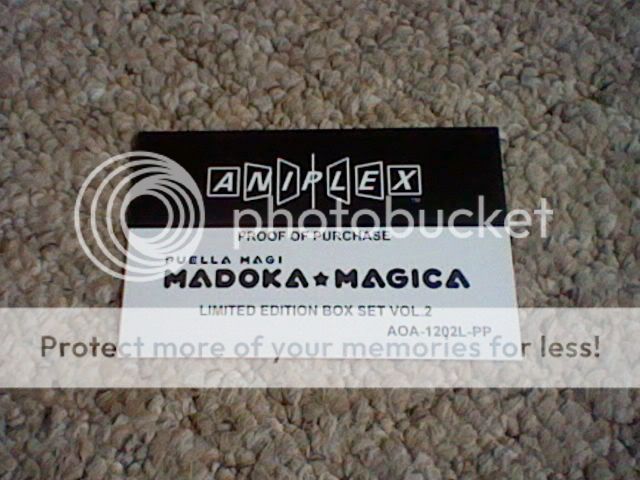 ANIPLEX™
photobucket
PROOF OF PURCHASE
PUELLA MAGI
MADOKA★MAGICA
LIMITED EDITION BOX SET VOL.2
AOA-1202L-PP
Protect more of your memories for less!